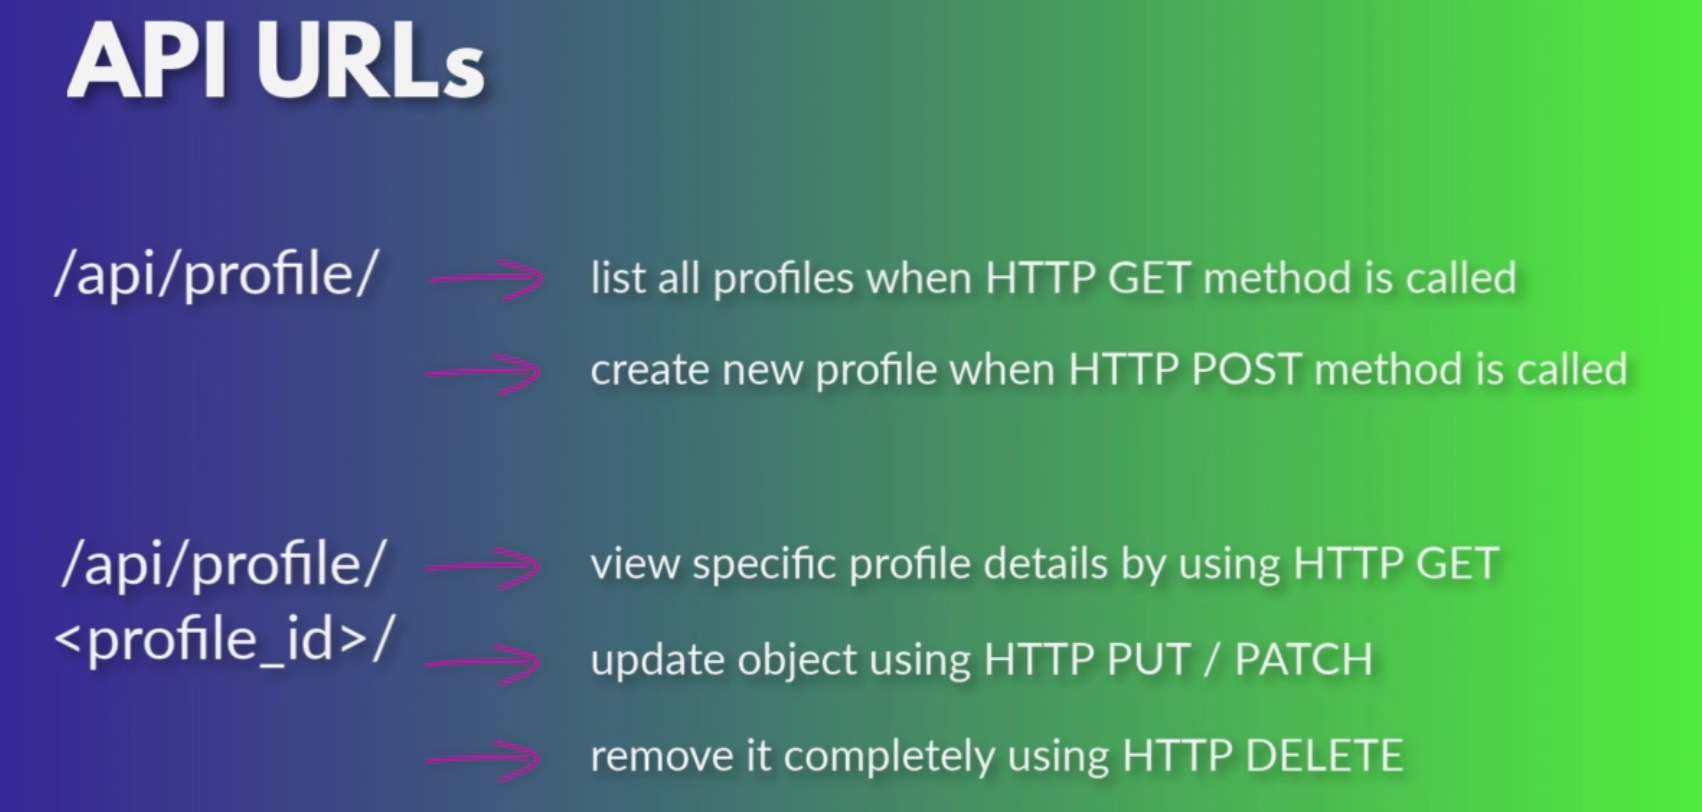 API URLs
/api/profile/
list all profiles when HTTP GET method is called
create new profile when HTTP POST method is called
/api/profile/
<profile_id>/
view specific profile details by using HTTP GET
update object using HTTP PUT / PATCH
remove it completely using HTTP DELETE